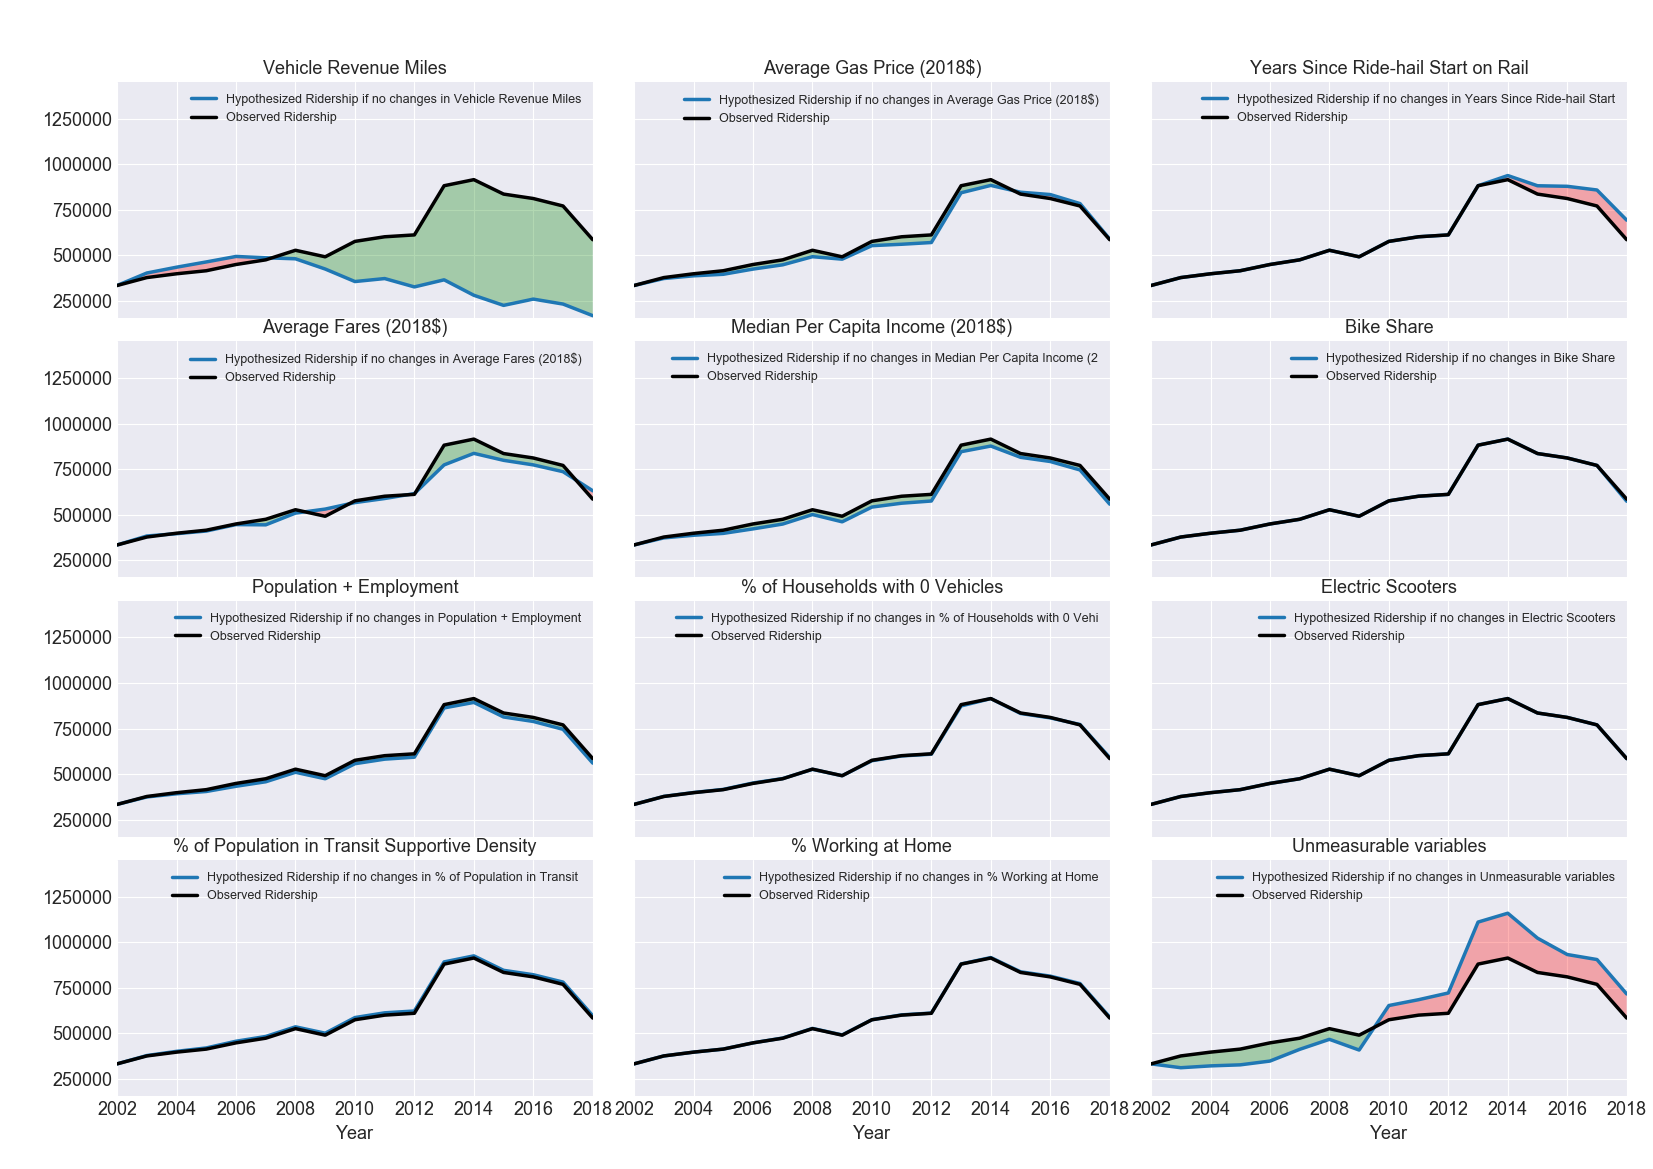 Vehicle Revenue Miles
Hypothesized Ridership if no changes in Vehicle Revenue Miles
Observed Ridership
1250000
1000000
750000
500000
250000
Average Gas Price (2018$)
Hypothesized Ridership if no changes in Average Gas Price (2018$)
Observed Ridership
Years Since Ride-hail Start on Rail
Hypothesized Ridership if no changes in Years Since Ride-hail Start
Observed Ridership
Average Fares (2018$)
Hypothesized Ridership if no changes in Average Fares (2018$)
Observed Ridership
1250000
1000000
750000
500000
250000
Median Per Capita Income (2018$)
Hypothesized Ridership if no changes in Median Per Capita Income (2
Observed Ridership
Bike Share
Hypothesized Ridership if no changes in Bike Share
Observed Ridership
Population + Employment
Hypothesized Ridership if no changes in Population + Employment
Observed Ridership
1250000
1000000
750000
500000
250000
% of Households with 0 Vehicles
Hypothesized Ridership if no changes in % of Households with 0 Vehi
Observed Ridership
Electric Scooters
Hypothesized Ridership if no changes in Electric Scooters
Observed Ridership
% of Population in Transit Supportive Density
Hypothesized Ridership if no changes in % of Population in Transit
Observed Ridership
1250000
1000000
750000
500000
250000
2002 2004 2006 2008 2010 2012 2014 2016 2018
Year
% Working at Home
Hypothesized Ridership if no changes in % Working at Home
Observed Ridership
2002 2004 2006 2008 2010 2012 2014 2016 2018
Year
Unmeasurable variables
Hypothesized Ridership if no changes in Unmeasurable variables
Observed Ridership
2002 2004 2006 2008 2010 2012 2014 2016 2018
Year